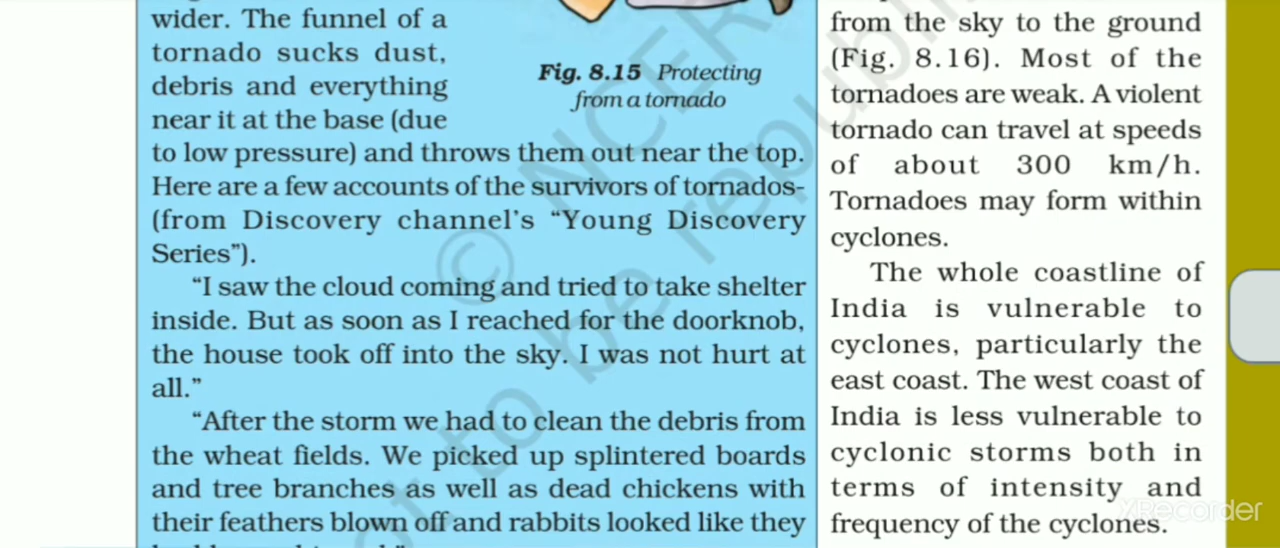 wider. The funnel of a
tornado sucks dust,
debris and everything
near it at the base (due
to low pressure) and throws them out near the top.
Here are a few accounts of the survivors of tornados-
(from Discovery channel's “Young Discovery
Series”).
“I saw the cloud coming and tried to take shelter
inside. But as soon as I reached for the doorknob,
the house took off into the sky. I was not hurt at
all.”
“After the storm we had to clean the debris from
the wheat fields. We picked up splintered boards
and tree branches as well as dead chickens with
their feathers blown off and rabbits looked like they
Fig. 8.15 Protecting
from a tornado
from the sky to the ground
(Fig. 8.16). Most of the
tornadoes are weak. A violent
tornado can travel at speeds
of about 300 km/h.
Tornadoes may form within
cyclones.
The whole coastline of
India is vulnerable to
cyclones, particularly the
east coast. The west coast of
India is less vulnerable to
cyclonic storms both in
terms of intensity and
frequency of the cyclones.
XRecorder